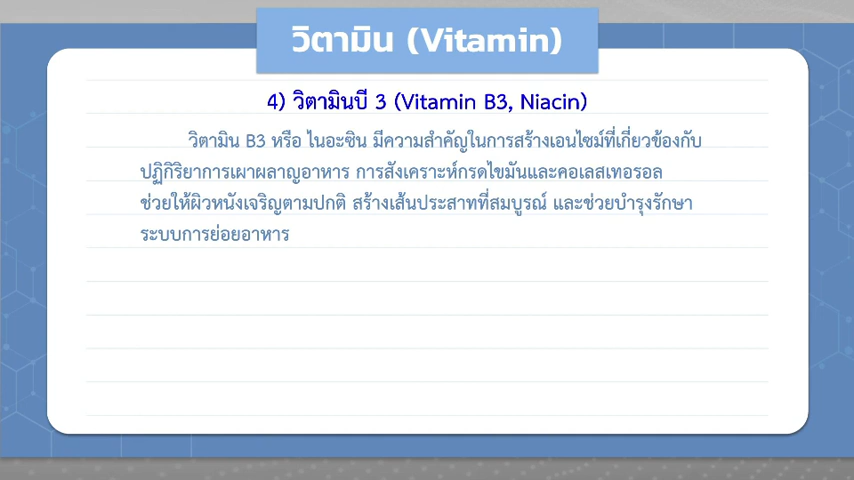 วิตามิน (Vitamin)
4) วิตามินบี 3 (Vitamin B3, Niacin)
วิตามิน B3 หรือ ไนอะซิน มีความสำคัญในการสร้างเอนไซม์ที่เกี่ยวข้องกับ
ปฏิกิริยาการเผาผลาญอาหาร การสังเคราะห์กรดไขมันและคอเลสเทอรอล
ช่วยให้ผิวหนังเจริญตามปกติ สร้างเส้นประสาทที่สมบูรณ์ และช่วยบำรุงรักษา
ระบบการย่อยอาหาร